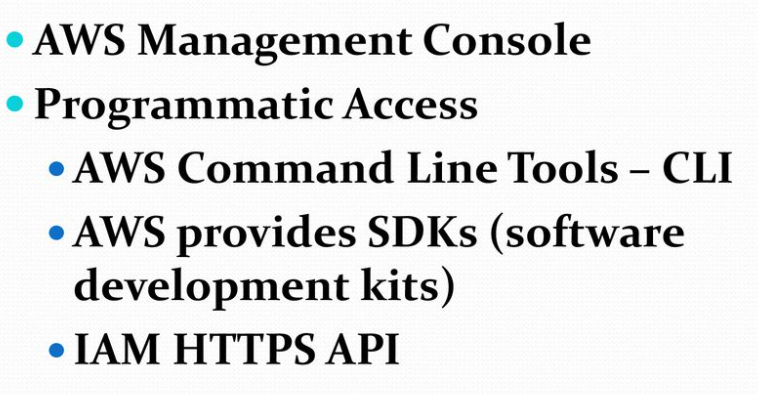 • AWS Management Console
• Programmatic Access
• AWS Command Line Tools – CLI
• AWS provides SDKs (software
development kits)
• IAM HTTPS API